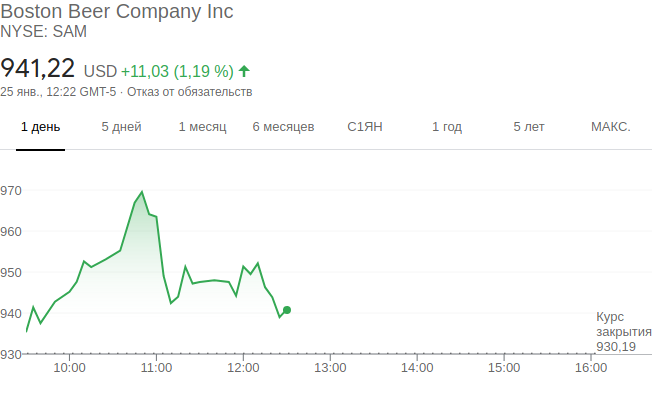 Boston Beer Company Inc
NYSE: SAM
941,22 USD +11,03 (1,19 %)
25 янв., 12:22 GMT-5 · Отказ от обязательств
1 день 5 дней 1 месяц 6 месяцев С1ЯН 1 год 5 лет МАКС.
970
960
950
940
Курс
закрытия
930,19
930
10:00 11:00 12:00 13:00 14:00 15:00 16:00